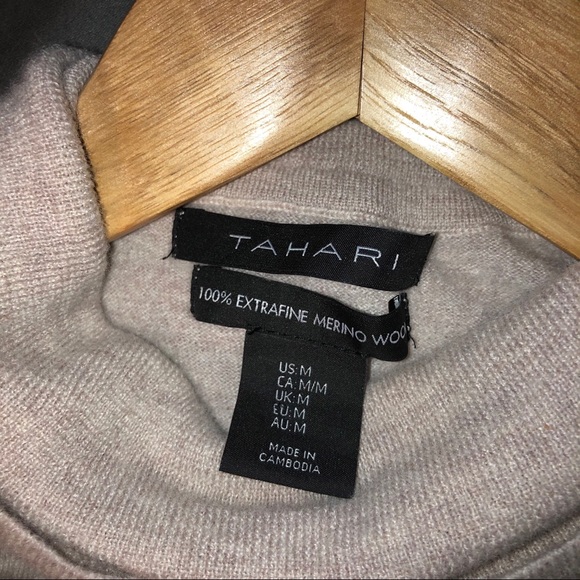 TAHARI
100% EXTRAFINE MERINO WOOL
US:M
CA:M/M
UK:M
EU:M
AU:M
MADE IN
CAMBODIA